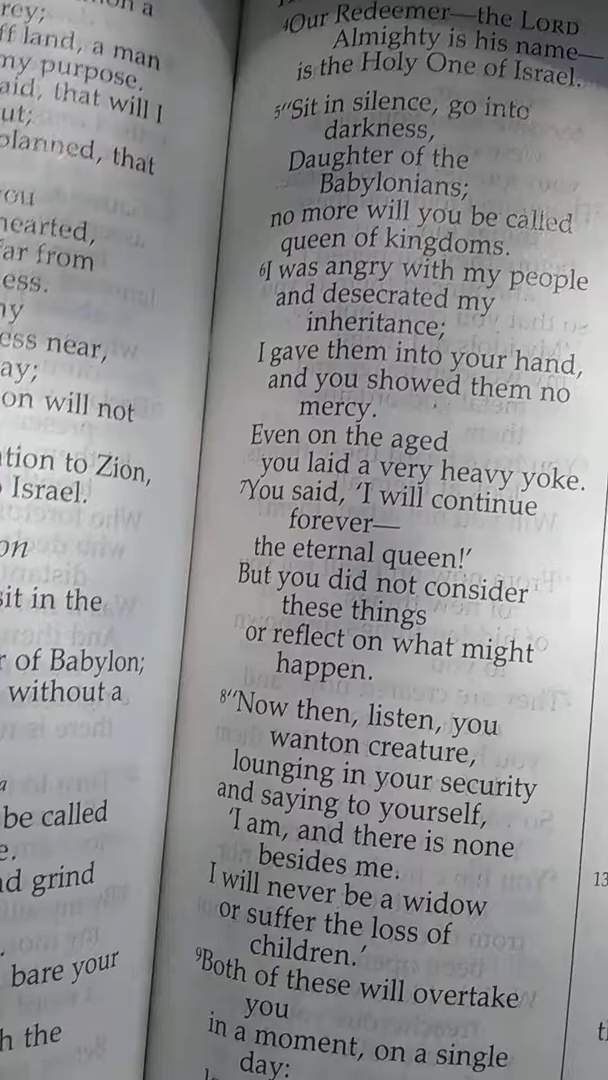 rey;
ff land, a man
my purpose.
aid, that will I
ut;
planned, that
you
hearted,
far from
ess.
ny
ess near,
ay;
on will not
ation to Zion,
Israel.
on
sit in the
r of Babylon;
without a
a
be called
e.
nd grind
bare your
h the
4Our Redeemer—the LORD
Almighty is his name—
is the Holy One of Israel.
5"Sit in silence, go into
darkness,
Daughter of the
Babylonians;
no more will you be called
queen of kingdoms.
6I was angry with my people
and desecrated my
inheritance;
I gave them into your hand,
and you showed them no
mercy.
Even on the aged
you laid a very heavy yoke.
7You said, 'I will continue
forever—
the eternal queen!'
But you did not consider
these things
or reflect on what might
happen.
8"Now then, listen, you
wanton creature,
lounging in your security
and saying to yourself,
'I am, and there is none
besides me.
I will never be a widow
or suffer the loss of
children.'
9Both of these will overtake
you
in a moment, on a single
day:
13